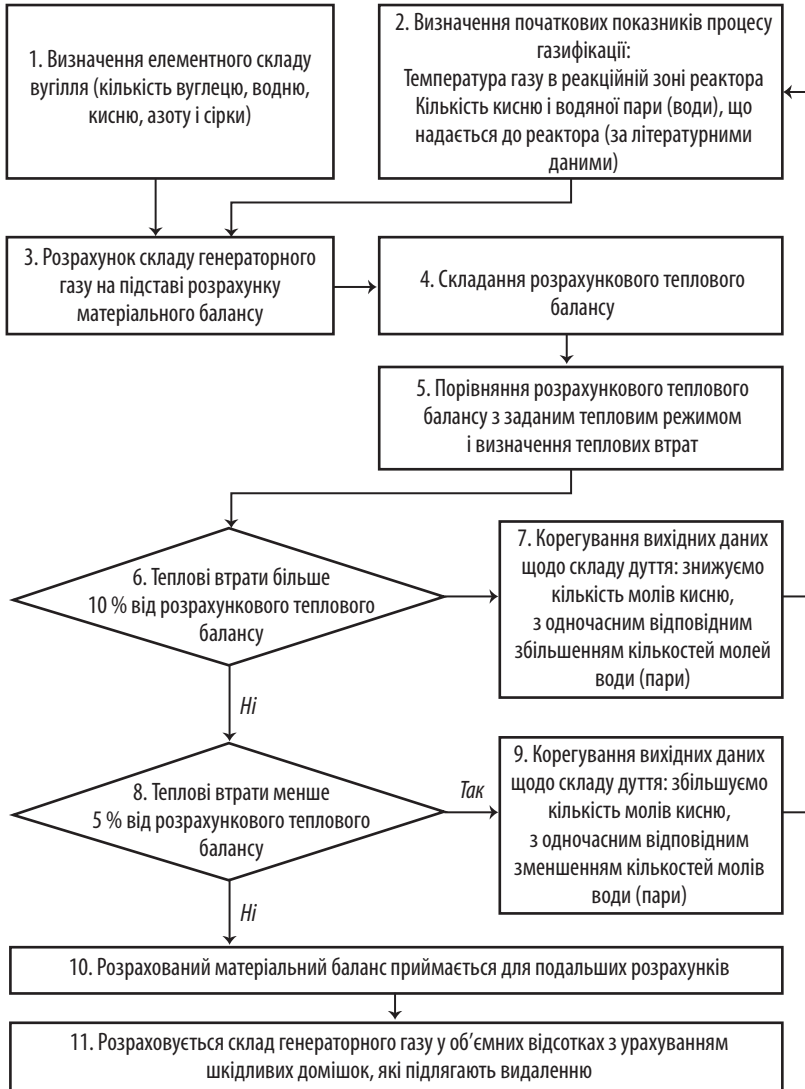 1. Визначення елементного складу
вугілля (кількість вуглецю, водню,
кисню, азоту і сірки)
2. Визначення початкових показників процесу
газифікації:
Температура газу в реакційній зоні реактора
Кількість кисню і водяної пари (води), що
надається до реактора (за літературними
даними)
3. Розрахунок складу генераторного
газу на підставі розрахунку
матеріального балансу
4. Складання розрахункового теплового
балансу
5. Порівняння розрахункового теплового
балансу з заданим тепловим режимом
і визначення теплових втрат
6. Теплові втрати більше
10 % від розрахункового теплового
балансу
7. Корегування вихідних даних
щодо складу дуття: знижуємо
кількість молів кисню,
з одночасним відповідним
збільшенням кількостей молей
води (пари)
Ні
8. Теплові втрати менше
5 % від розрахункового теплового
балансу
Так
9. Корегування вихідних даних
щодо складу дуття: збільшуємо
кількість молів кисню,
з одночасним відповідним
зменшенням кількостей молів
води (пари)
Ні
10. Розрахований матеріальний баланс приймається для подальших розрахунків
11. Розраховується склад генераторного газу у об’ємних відсотках з урахуванням
шкідливих домішок, які підлягають видаленню